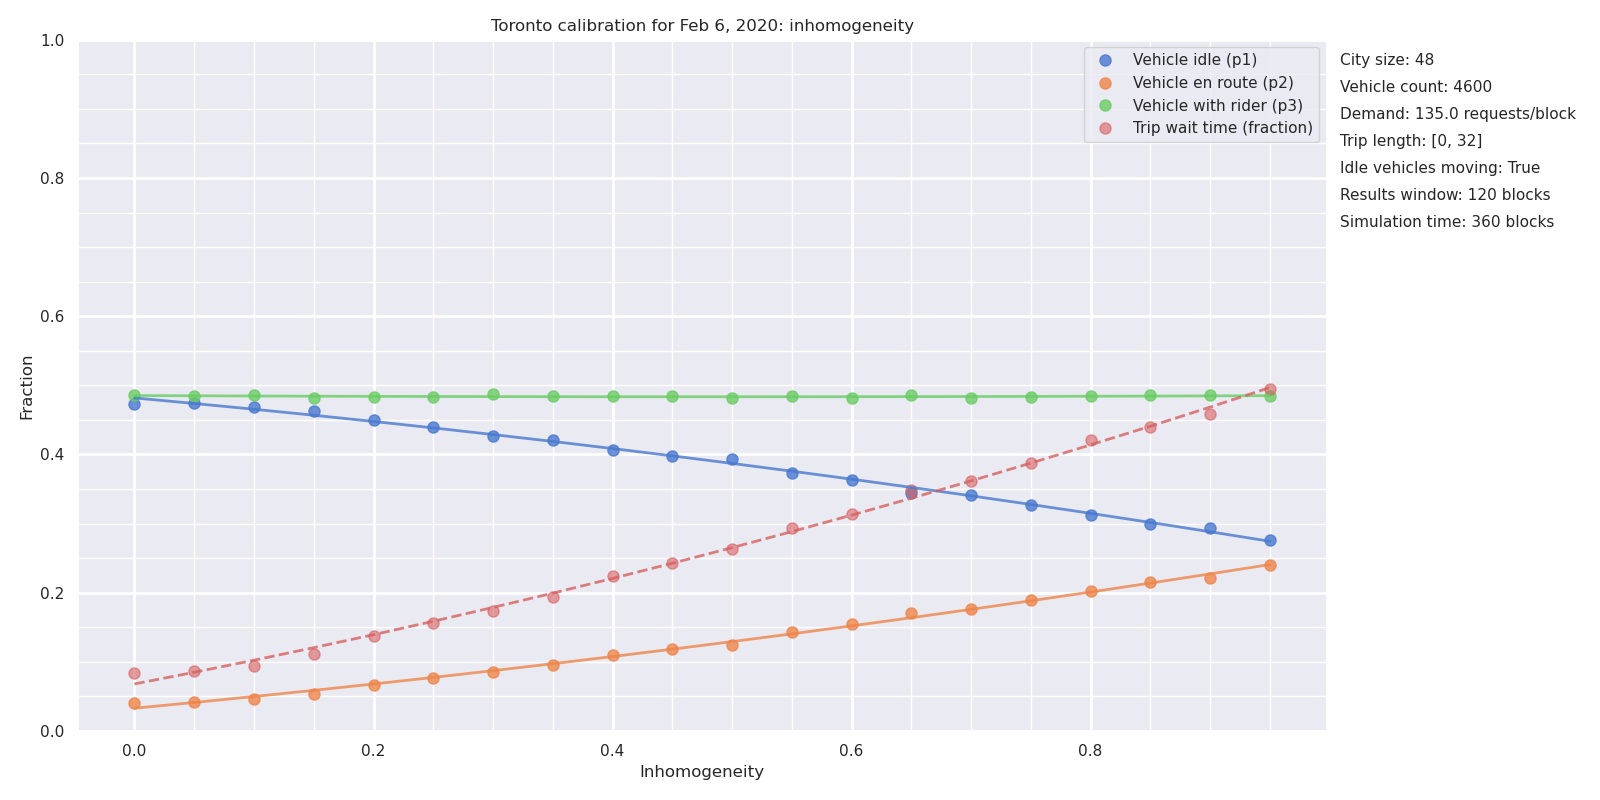 Toronto calibration for Feb 6, 2020: inhomogeneity
1.0
0.8
0.6
0.4
0.2
0.0
Fraction
0.0 0.2 0.4 0.6 0.8
Inhomogeneity
Vehicle idle (p1)
Vehicle en route (p2)
Vehicle with rider (p3)
Trip wait time (fraction)
City size: 48
Vehicle count: 4600
Demand: 135.0 requests/block
Trip length: [0, 32]
Idle vehicles moving: True
Results window: 120 blocks
Simulation time: 360 blocks